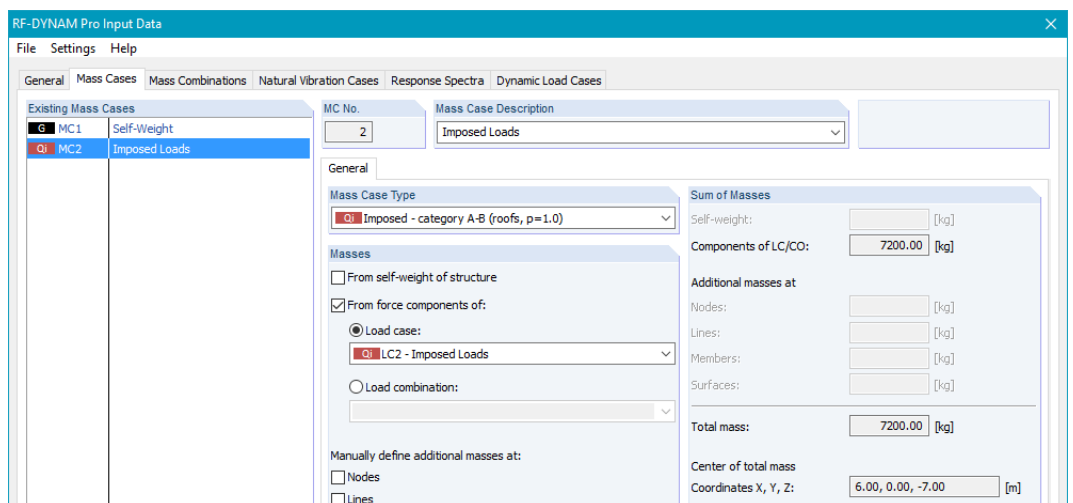 RF-DYNAM Pro Input Data
File Settings Help
General Mass Cases Mass Combinations Natural Vibration Cases Response Spectra Dynamic Load Cases
Existing Mass Cases
G MC1 Self-Weight
Qi MC2 Imposed Loads
MC No.
2
Mass Case Description
Imposed Loads
General
Mass Case Type
Qi Imposed - category A-B (roofs, p=1.0)
Masses
From self-weight of structure
From force components of:
Load case:
Qi LC2 - Imposed Loads
Load combination:
Manually define additional masses at:
Nodes
Lines
Sum of Masses
Self-weight: [kg]
Components of LC/CO: 7200.00 [kg]
Additional masses at
Nodes: [kg]
Lines: [kg]
Members: [kg]
Surfaces: [kg]
Total mass: 7200.00 [kg]
Center of total mass
Coordinates X, Y, Z: 6.00, 0.00, -7.00 [m]